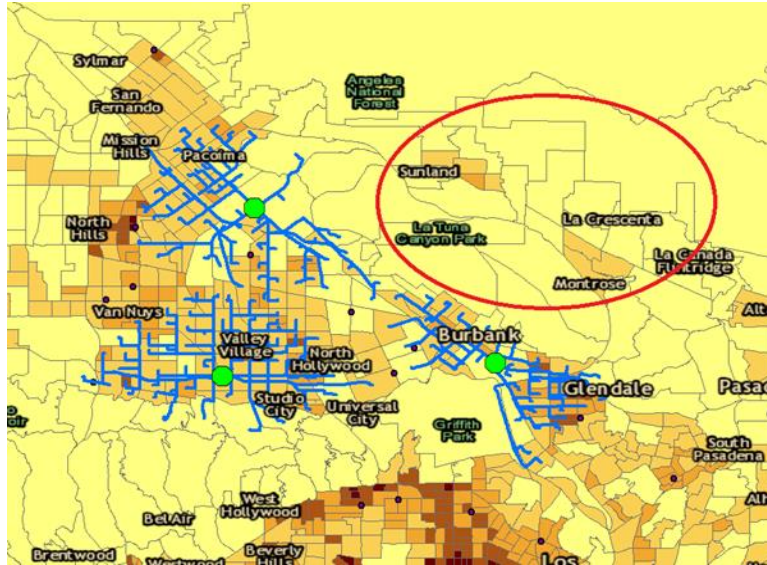 Sylmar
San
Fernando
Mission
Hills
Pacoima
Angeles
National
Forest
Sunland
La Tuna
Canyon Park
La Crescenta
La Canada
Flintridge
Montrose
North
Hills
Van Nuys
Valley
Village
North
Hollywood
Studio
City
Universal
City
Burbank
Glendale
Griffith
Park
Alt
Pasad
South
Pasadena
Alh
West
Hollywood
Bel Air
Brentwood
Westwood
Beverly
Hills
Los